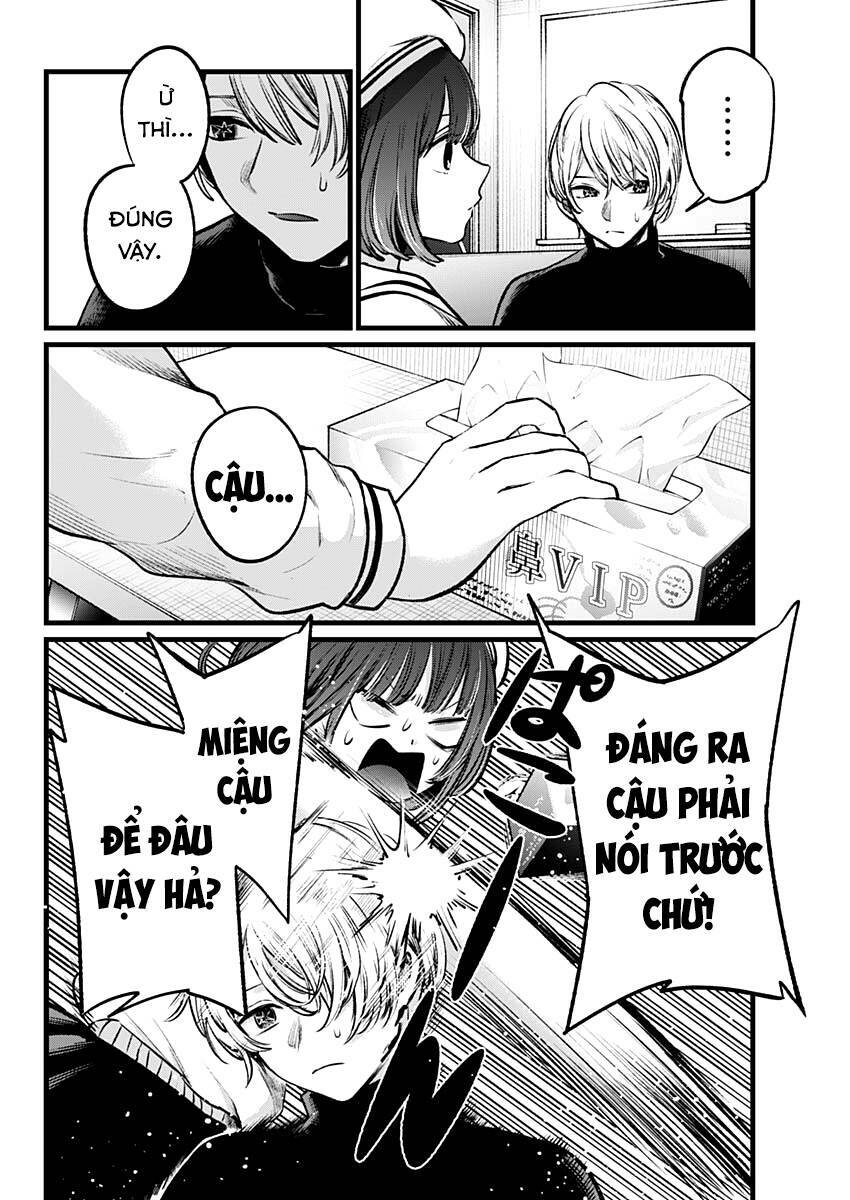 ......
Ừ
THÌ...
ĐÚNG
VẬY.
CẬU...
鼻VIP
ĐÁNG RA
CẬU PHẢI
NÓI TRƯỚC
CHỨ!
ぱん
MIỆNG
CẬU
ĐỂ ĐÂU
VẬY HẢ?